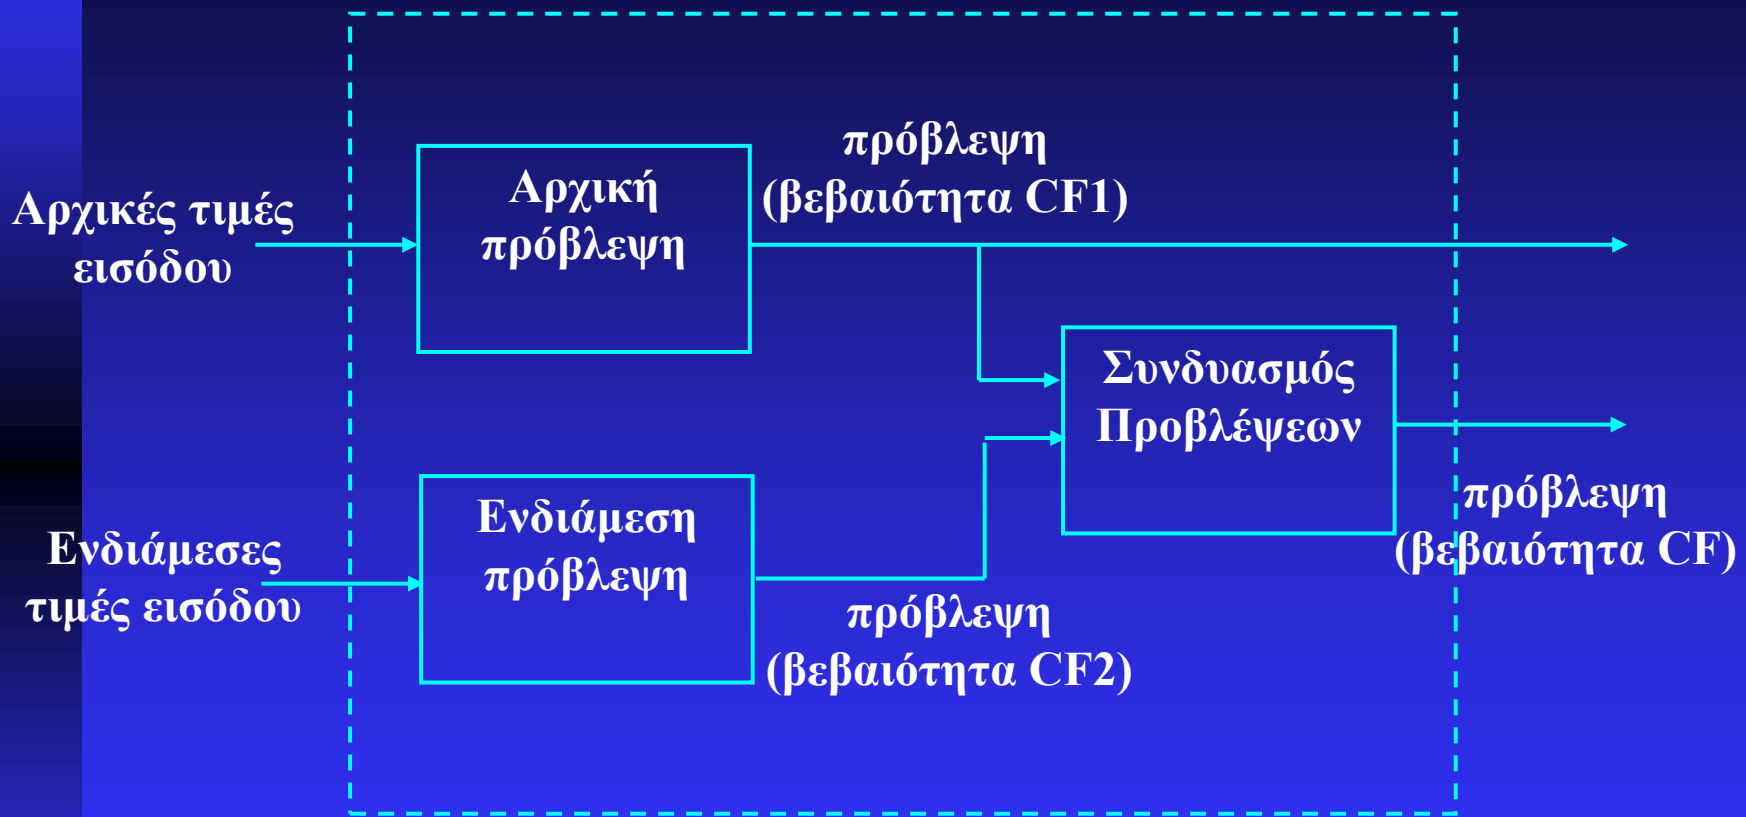 Αρχικές τιμές
εισόδου
Αρχική
πρόβλεψη
πρόβλεψη
(βεβαιότητα CF1)
Συνδυασμός
Προβλέψεων
Ενδιάμεσες
τιμές εισόδου
Ενδιάμεση
πρόβλεψη
πρόβλεψη
(βεβαιότητα CF2)
πρόβλεψη
(βεβαιότητα CF)